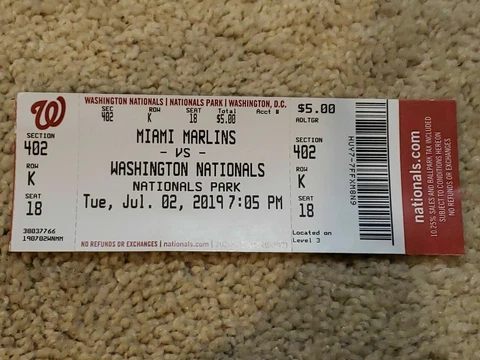 W
SECTION
402
ROW
K
SEAT
18
38837766
190702WNMM
WASHINGTON NATIONALS | NATIONALS PARK | WASHINGTON, D.C.
SEC ROW SEAT Total Acct #
402 K 18 $5.00
MIAMI MARLINS
- VS -
WASHINGTON NATIONALS
NATIONALS PARK
Tue, Jul. 02, 2019 7:05 PM
NO REFUNDS OR EXCHANGES | nationals.com |
$5.00
AOLTGR
SECTION
402
ROW
K
SEAT
18
Located on
Level 3
nationals.com
10.25% SALES AND BALLPARK TAX INCLUDED
SUBJECT TO CONDITIONS HEREON
NO REFUNDS OR EXCHANGES